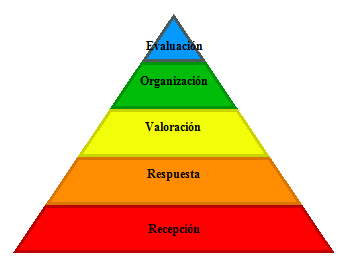 Evaluación
Organización
Valoración
Respuesta
Recepción